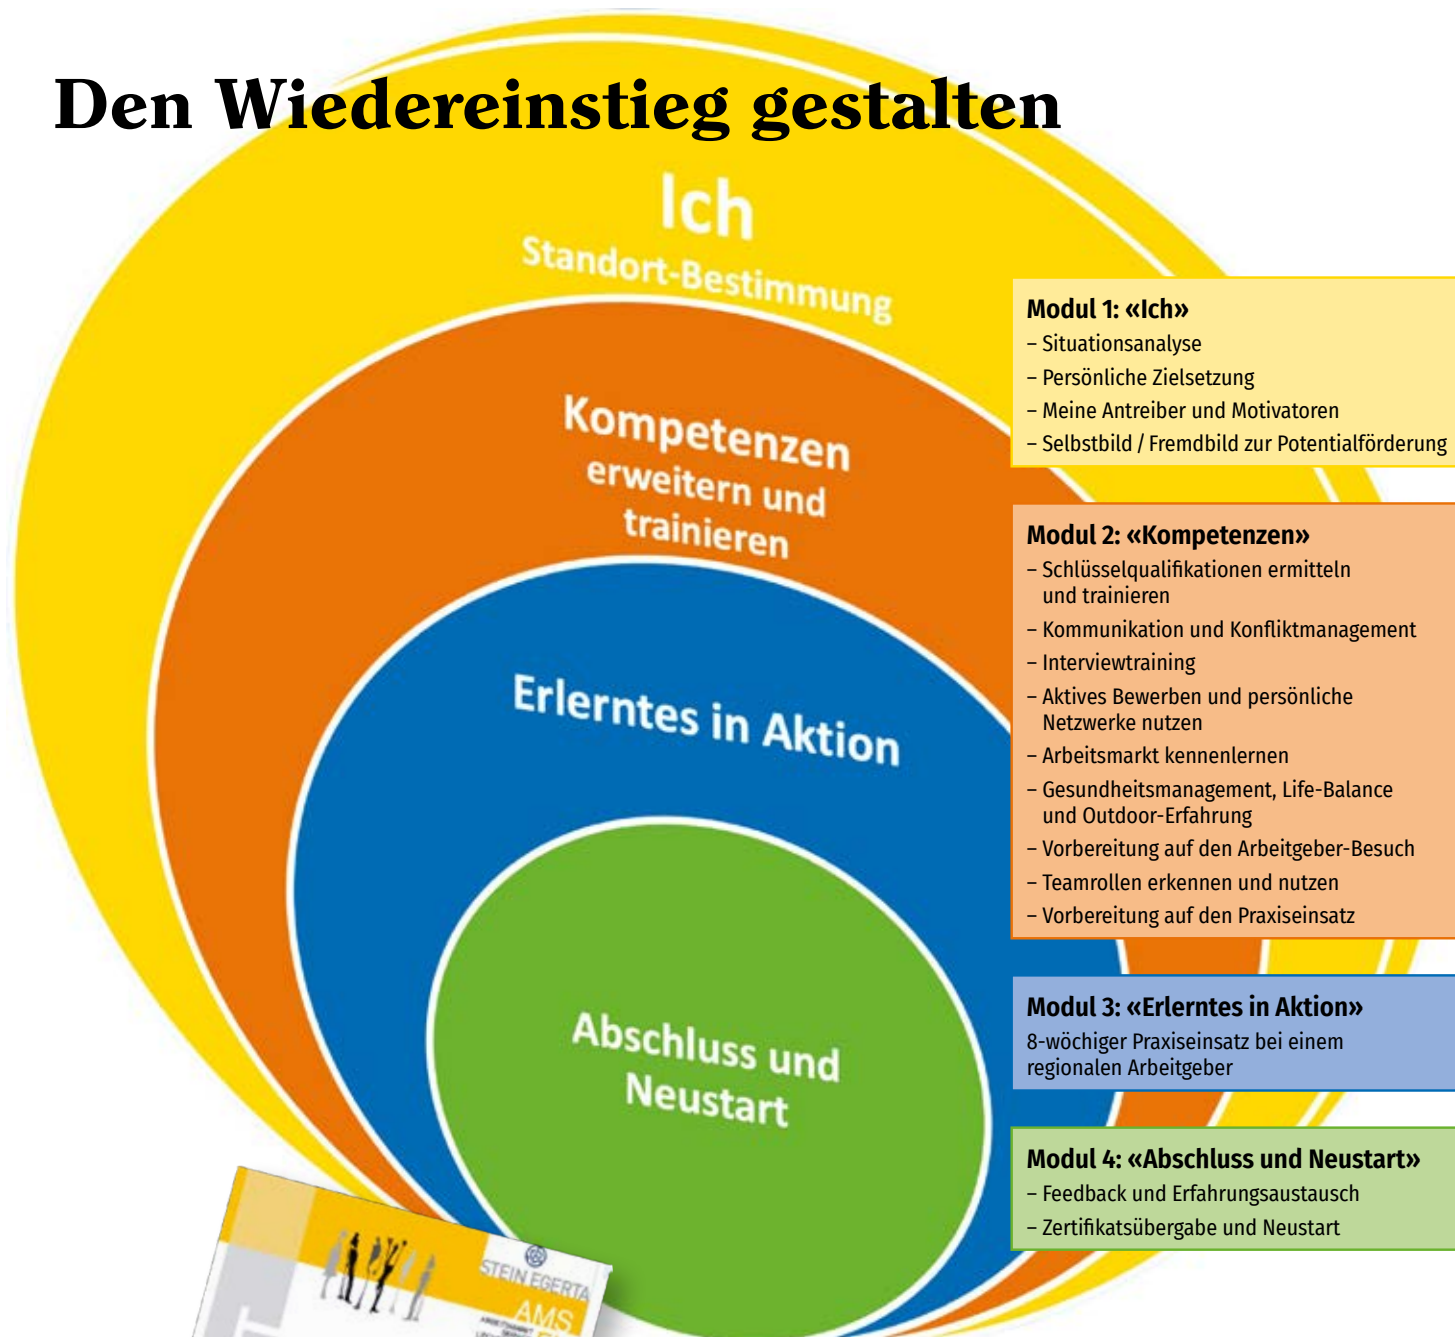 Den Wiedereinstieg gestalten
Ich
Standort-Bestimmung
Kompetenzen
erweitern und
trainieren
Erlerntes in Aktion
Abschluss und
Neustart
Modul 1: «Ich»
– Situationsanalyse
– Persönliche Zielsetzung
– Meine Antreiber und Motivatoren
– Selbstbild / Fremdbild zur Potentialförderung
Modul 2: «Kompetenzen»
– Schlüsselqualifikationen ermitteln
und trainieren
– Kommunikation und Konfliktmanagement
– Interviewtraining
– Aktives Bewerben und persönliche
Netzwerke nutzen
– Arbeitsmarkt kennenlernen
– Gesundheitsmanagement, Life-Balance
und Outdoor-Erfahrung
– Vorbereitung auf den Arbeitgeber-Besuch
– Teamrollen erkennen und nutzen
– Vorbereitung auf den Praxiseinsatz
Modul 3: «Erlerntes in Aktion»
8-wöchiger Praxiseinsatz bei einem
regionalen Arbeitgeber
Modul 4: «Abschluss und Neustart»
– Feedback und Erfahrungsaustausch
– Zertifikatsübergabe und Neustart
STEIN EGERTA
AMS